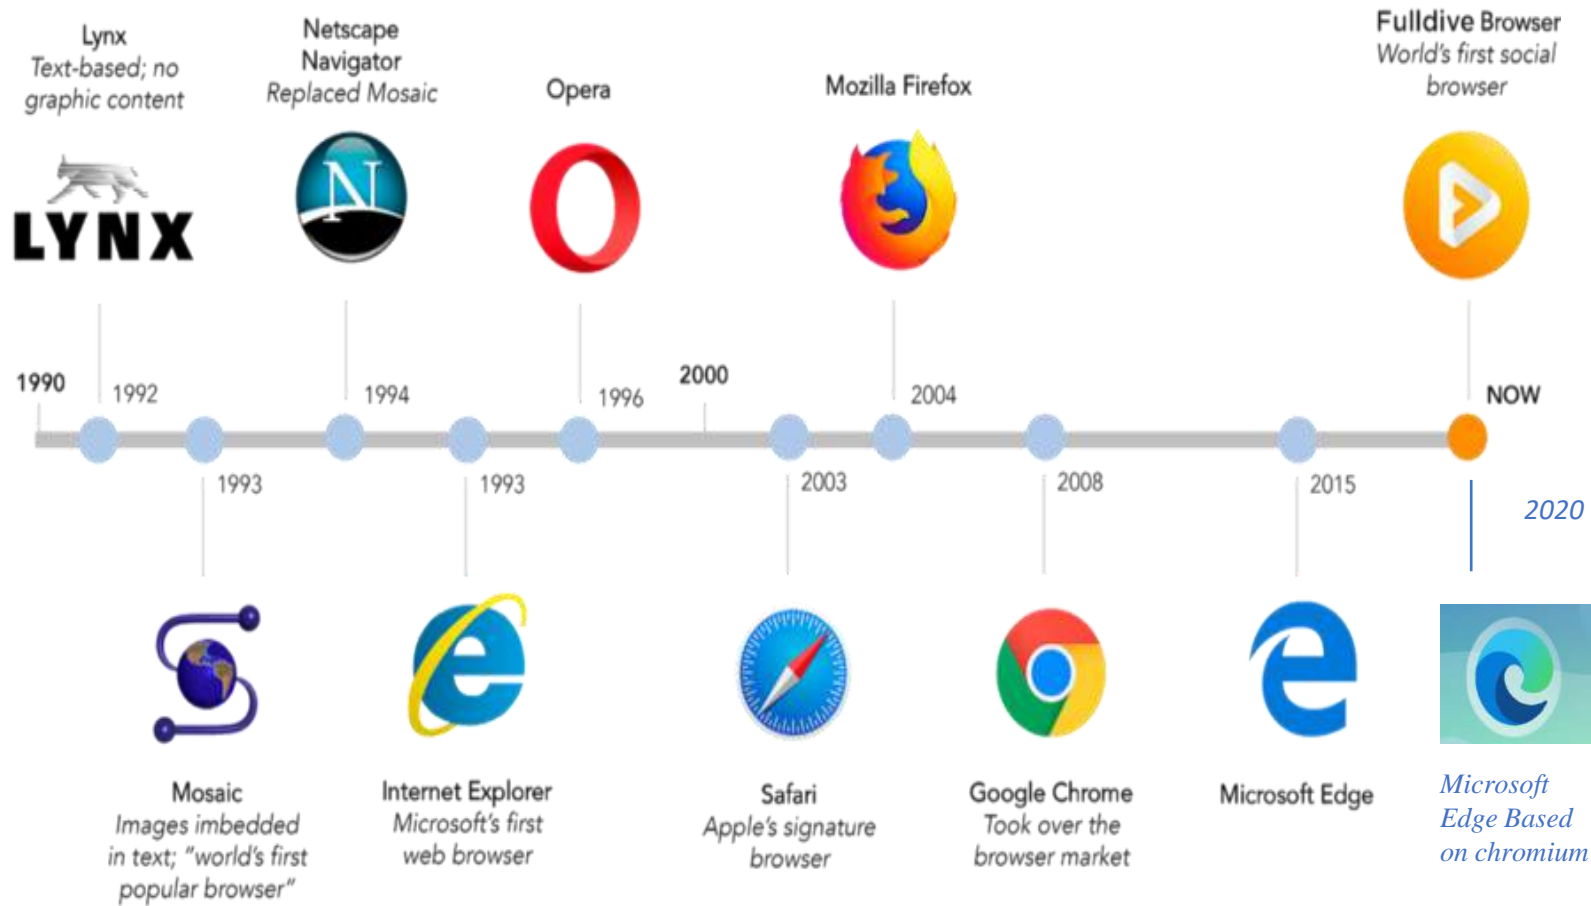 Lynx
Text-based; no
graphic content
LYNX
Netscape
Navigator
Replaced Mosaic
N
Opera
Mozilla Firefox
Fulldive Browser
World's first social
browser
1990
1992
1994
1996
2000
2004
NOW
1993
1993
2003
2008
2015
2020
Mosaic
Images imbedded
in text; "world's first
popular browser"
Internet Explorer
Microsoft's first
web browser
Safari
Apple's signature
browser
Google Chrome
Took over the
browser market
Microsoft Edge
Microsoft
Edge Based
on chromium